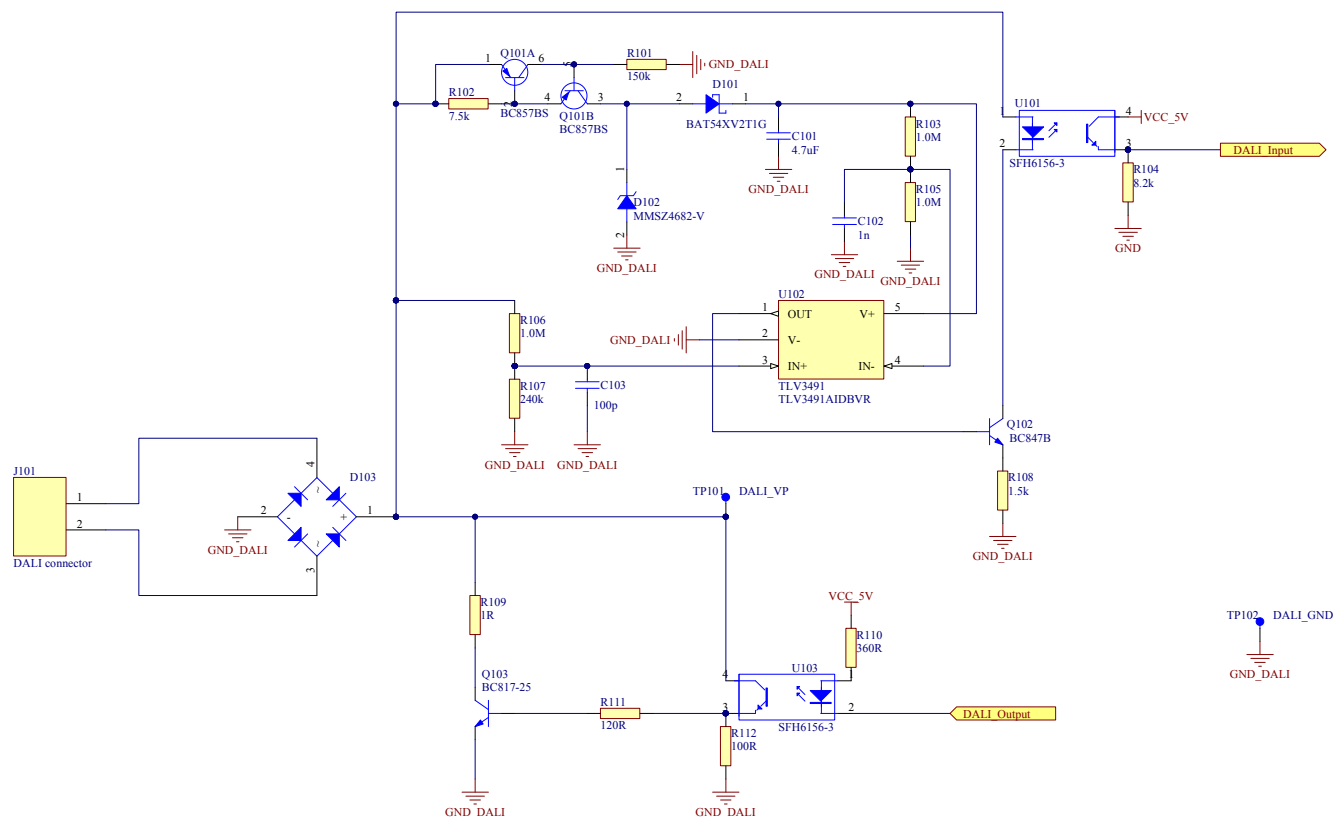 Q101A
1
6
2
BC857BS
R102
7.5k
5
4
3
Q101B
BC857BS
R101
150k
GND_DALI
D101
2
1
BAT54XV2T1G
C101
4.7uF
GND_DALI
R103
1.0M
R105
1.0M
GND_DALI
C102
1n
GND_DALI
1
D102
MMSZ4682-V
2
GND_DALI
U101
1
2
4
3
VCC_5V
SFH6156-3
DALI_Input
R104
8.2k
GND
U102
1
OUT
V+
5
GND_DALI
2
V-
3
IN+
IN-
4
TLV3491
TLV3491AIDBVR
R106
1.0M
R107
240k
GND_DALI
C103
100p
GND_DALI
Q102
BC847B
R108
1.5k
GND_DALI
J101
1
2
DALI connector
D103
4
~
2
-
+
1
~
3
GND_DALI
TP101
DALI_VP
R109
1R
Q103
BC817-25
GND_DALI
R111
120R
R112
100R
GND_DALI
VCC_5V
R110
360R
U103
4
1
3
2
SFH6156-3
DALI_Output
TP102
DALI_GND
GND_DALI